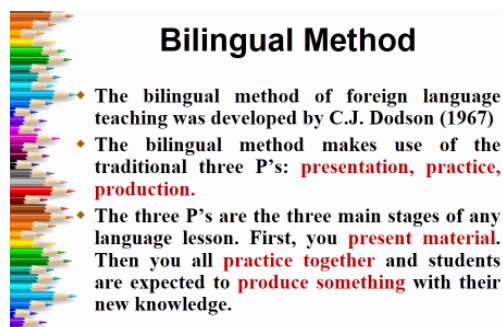 Bilingual Method
The bilingual method of foreign language
teaching was developed by C.J. Dodson (1967)
The bilingual method makes use of the
traditional three P's: presentation, practice,
production.
The three P's are the three main stages of any
language lesson. First, you present material.
Then you all practice together and students
are expected to produce something with their
new knowledge.